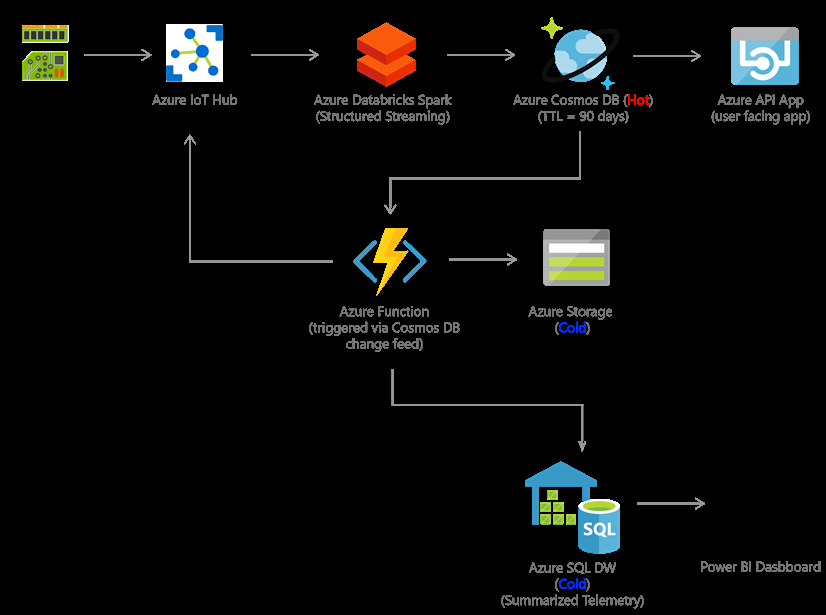 Azure IoT Hub
Azure Databricks Spark
(Structured Streaming)
Azure Cosmos DB (Hot)
(TTL = 90 days)
Azure API App
(user facing app)
Azure Function
(triggered via Cosmos DB
change feed)
Azure Storage
(Cold)
SQL
Azure SQL DW
(Cold)
(Summarized Telemetry)
Power BI Dasbboard